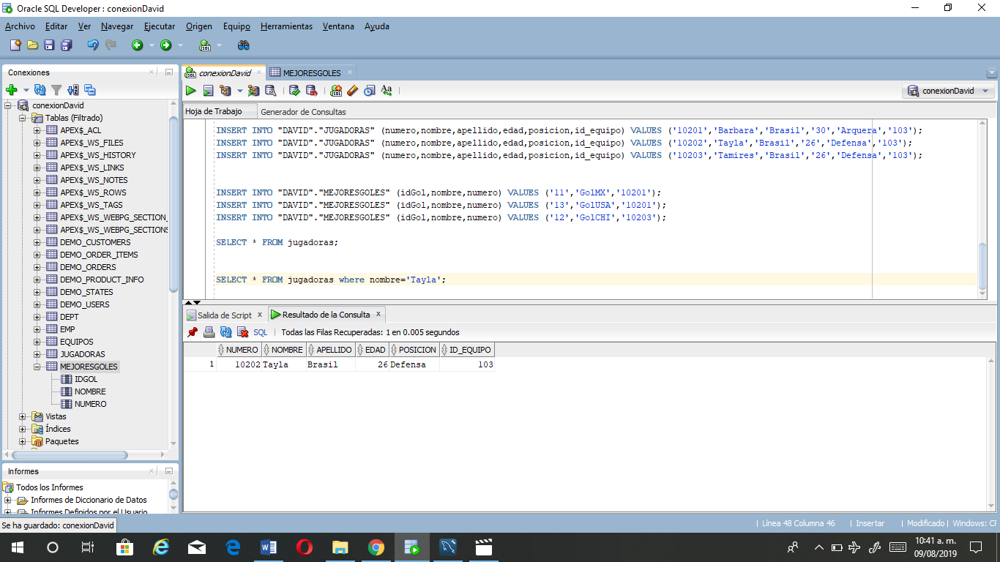 Oracle SQL Developer : conexionDavid
Archivo Editar Ver Navegar Ejecutar Origen Equipo Herramientas Ventana Ayuda
Conexiones
conexionDavid
Tablas (Filtrado)
APEX$_ACL
APEX$_WS_FILES
APEX$_WS_HISTORY
APEX$_WS_LINKS
APEX$_WS_NOTES
APEX$_WS_ROWS
APEX$_WS_TAGS
APEX$_WS_WEBPG_SECTION_
APEX$_WS_WEBPG_SECTIONS
DEMO_CUSTOMERS
DEMO_ORDER_ITEMS
DEMO_ORDERS
DEMO_PRODUCT_INFO
DEMO_STATES
DEMO_USERS
DEPT
EMP
EQUIPOS
JUGADORAS
MEJORESGOLES
IDGOL
NOMBRE
NUMERO
Vistas
Índices
Paquetes
Informes
Todos los Informes
Informes de Diccionario de Datos
Informes Definidos por el Usuario
Se ha guardado: conexionDavid
conexionDavid MEJORESGOLES
conexionDavid
Hoja de Trabajo Generador de Consultas
INSERT INTO "DAVID"."JUGADORAS" (numero,nombre,apellido,edad,posicion,id_equipo) VALUES ('10201','Barbara','Brasil','30','Arquera','103');
INSERT INTO "DAVID"."JUGADORAS" (numero,nombre,apellido,edad,posicion,id_equipo) VALUES ('10202','Tayla','Brasil','26','Defensa','103');
INSERT INTO "DAVID"."JUGADORAS" (numero,nombre,apellido,edad,posicion,id_equipo) VALUES ('10203','Tamires','Brasil','26','Defensa','103');
INSERT INTO "DAVID"."MEJORESGOLES" (idGol,nombre,numero) VALUES ('11','GolMX','10201');
INSERT INTO "DAVID"."MEJORESGOLES" (idGol,nombre,numero) VALUES ('13','GolUSA','10201');
INSERT INTO "DAVID"."MEJORESGOLES" (idGol,nombre,numero) VALUES ('12','GolCHI','10203');
SELECT * FROM jugadoras;
SELECT * FROM jugadoras where nombre='Tayla';
Salida de Script x Resultado de la Consulta x
SQL | Todas las Filas Recuperadas: 1 en 0.005 segundos
NUMERO NOMBRE APELLIDO EDAD POSICION ID_EQUIPO
1 10202 Tayla Brasil 26 Defensa 103
| Línea 48 Columna 46 | Insertar | Modificado | Windows: CF
10:41 a. m.
09/08/2019